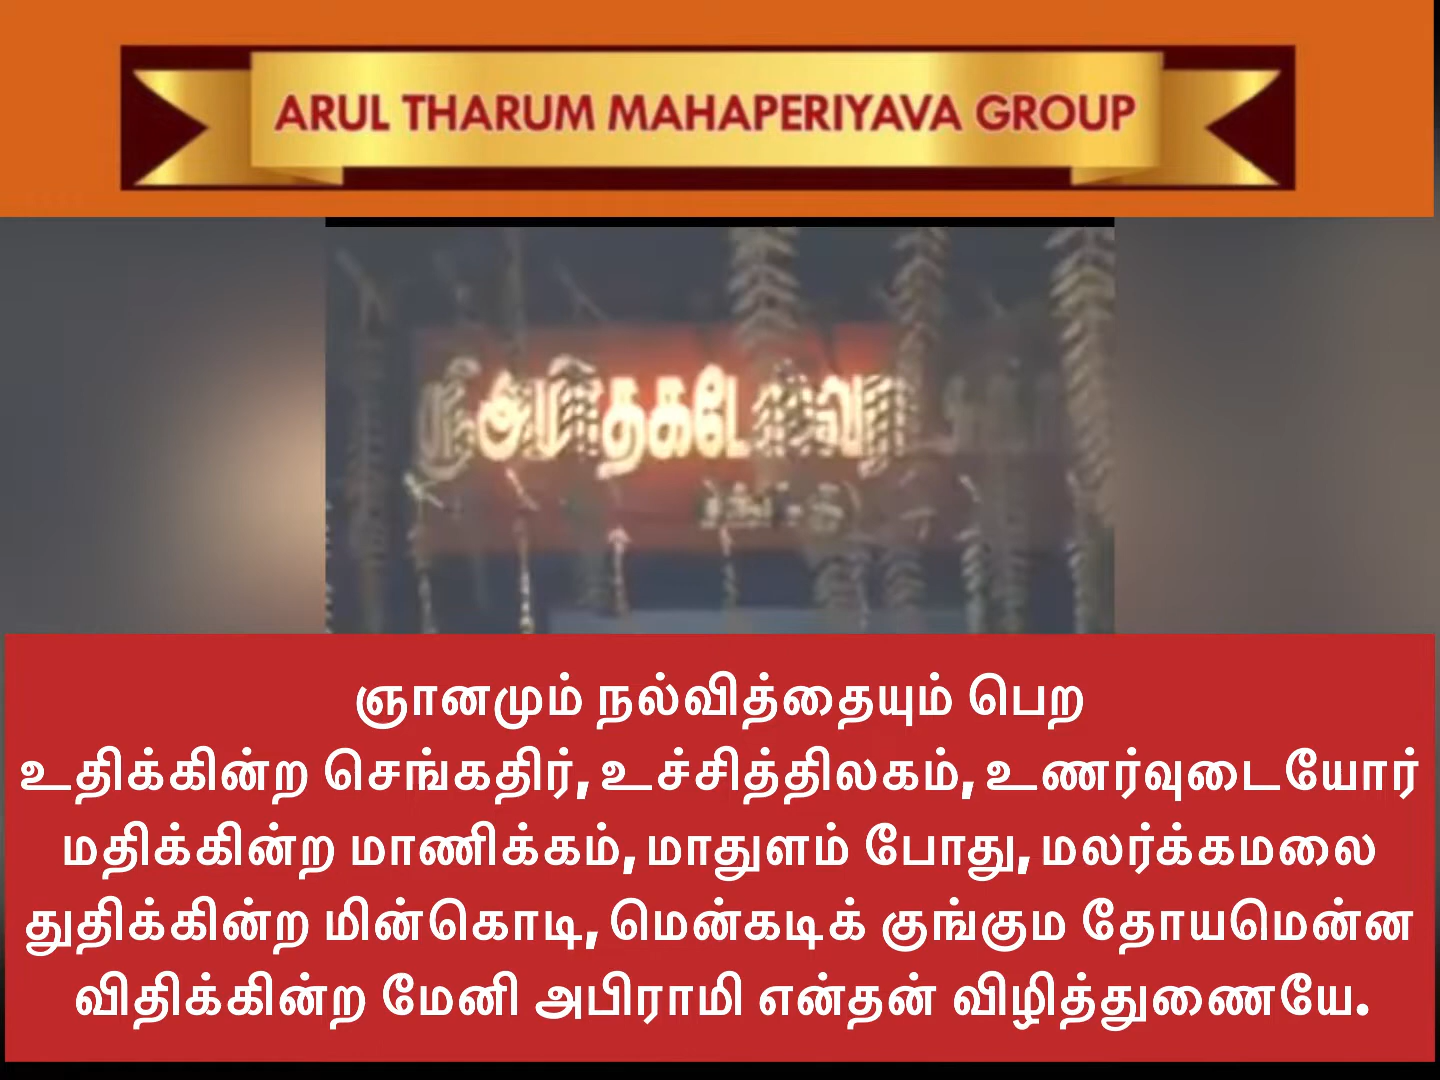 ARUL THARUM MAHAPERIYAVA GROUP
ஞானமும் நல்வித்தையும் பெற
உதிக்கின்ற செங்கதிர், உச்சித்திலகம், உணர்வுடையோர்
மதிக்கின்ற மாணிக்கம், மாதுளம் போது, மலர்க்கமலை
துதிக்கின்ற மின்கொடி, மென்கடிக் குங்கும தோயமென்ன
விதிக்கின்ற மேனி அபிராமி என்தன் விழித்துணையே.